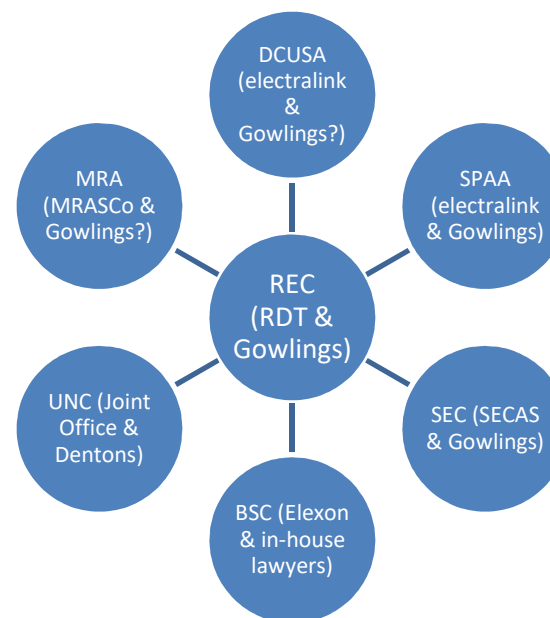 DCUSA
(electralink
&
Gowlings?)
MRA
(MRASCo &
Gowlings?)
SPAA
(electralink
& Gowlings)
REC
(RDT &
Gowlings)
UNC (Joint
Office &
Dentons)
SEC (SECAS
& Gowlings)
BSC (Elexon
& in-house
lawyers)